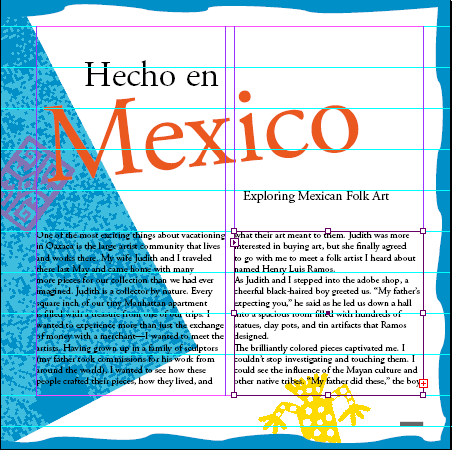 Hecho en
Mexico
Exploring Mexican Folk Art
One of the most exciting things about vacationing
in Oaxaca is the large artist community that lives
and works there. My wife Judith and I traveled
there last May and came home with many
more pieces for our collection than we had ever
imagined. Judith is a collector by nature. Every
square inch of our tiny Manhattan apartment
is filled with a treasure from one of our trips. I
wanted to experience more than just the exchange
of money with a merchant—I wanted to meet the
artists. Having grown up in a family of sculptors
(my father took commissions for his work from
around the world), I wanted to see how these
people crafted their pieces, how they lived, and
what their art meant to them. Judith was more
interested in buying art, but she finally agreed
to go with me to meet a folk artist I heard about
named Henry Luis Ramos.
As Judith and I stepped into the adobe shop, a
cheerful black-haired boy greeted us. “My father’s
expecting you,” he said as he led us down a hall
into a spacious room filled with hundreds of
statues, clay pots, and tin artifacts that Ramos
designed.
The brilliantly colored pieces captivated me. I
couldn’t stop investigating and touching them. I
could see the influence of the Mayan culture and
other native tribes. “My father did these,” the boy